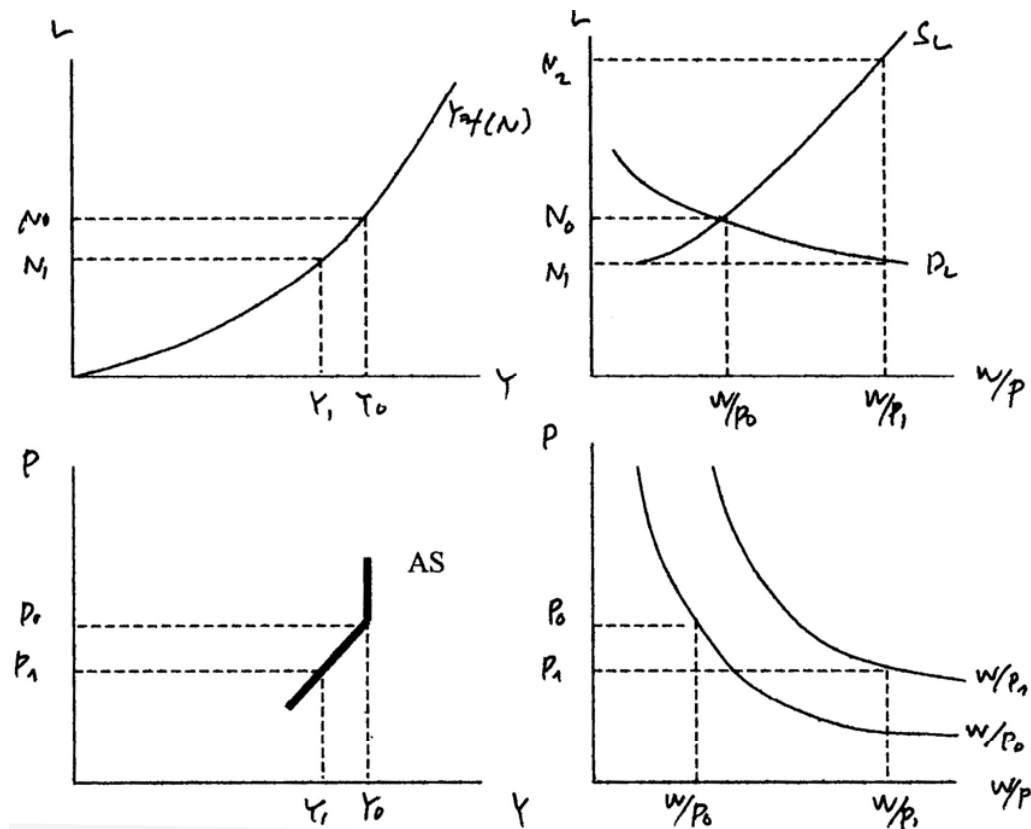 L
Y=f(N)
N0
N1
Y1 Y0
Y
L
SL
N2
N0
N1
DL
W/P0 W/P1
W/P
P
AS
P0
P1
Y1 Y0
Y
P
P0
P1
W/P1
W/P0
W/P0 W/P1
W/P